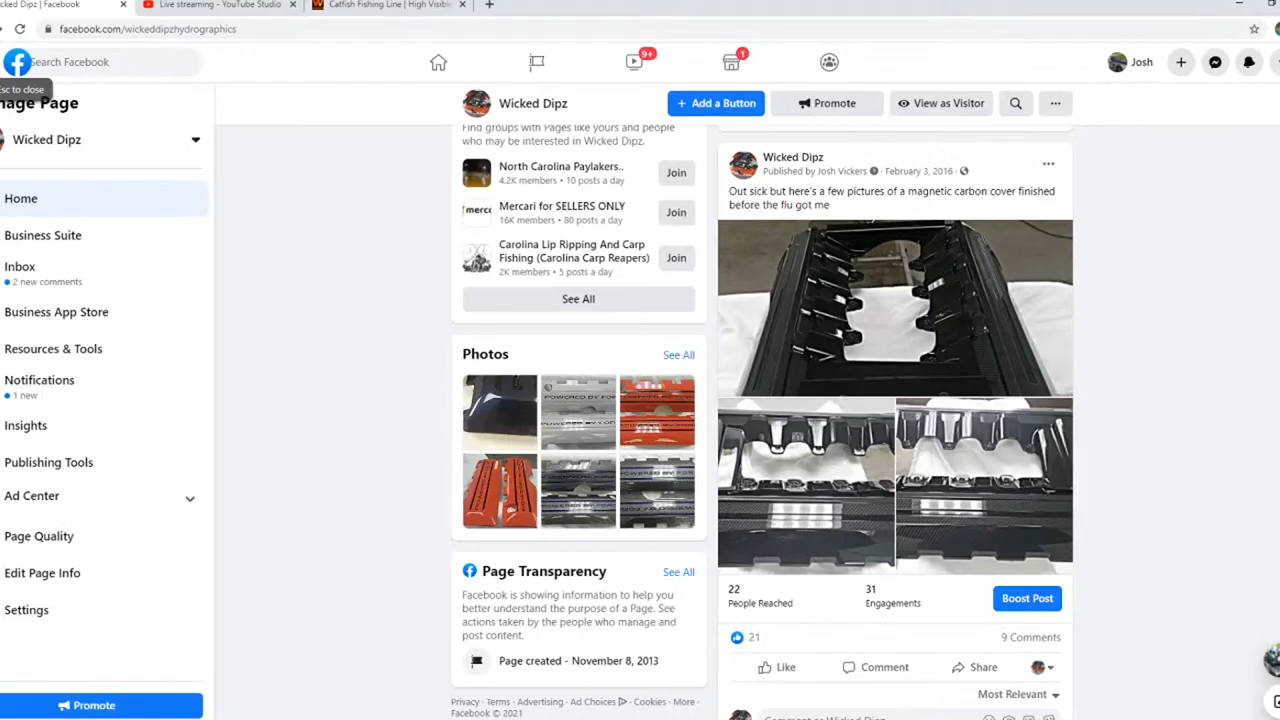 Dipz | Facebook
Live streaming - YouTube Studio
Catfish Fishing Line | High Visible
facebook.com/wickeddipzhydrographics
Search Facebook
9+
1
Josh
Esc to close
nage Page
Wicked Dipz
Home
Business Suite
Inbox
2 new comments
Business App Store
Resources & Tools
Notifications
1 new
Insights
Publishing Tools
Ad Center
Page Quality
Edit Page Info
Settings
Promote
Wicked Dipz
Add a Button
Promote
View as Visitor
Find groups with Pages like yours and people
who may be interested in Wicked Dipz.
North Carolina Paylakers..
4.2K members • 10 posts a day
Join
Mercari for SELLERS ONLY
16K members • 80 posts a day
Join
Carolina Lip Ripping And Carp
Fishing (Carolina Carp Reapers)
2K members • 5 posts a day
Join
See All
Photos
See All
Page Transparency
See All
Facebook is showing information to help you
better understand the purpose of a Page. See
actions taken by the people who manage and
post content.
Page created - November 8, 2013
Privacy · Terms · Advertising · Ad Choices · Cookies · More ·
Facebook © 2021
Wicked Dipz
Published by Josh Vickers · February 3, 2016 ·
Out sick but here's a few pictures of a magnetic carbon cover finished
before the flu got me
22
People Reached
31
Engagements
Boost Post
21
9 Comments
Like
Comment
Share
Most Relevant
Comment as Wicked Dipz